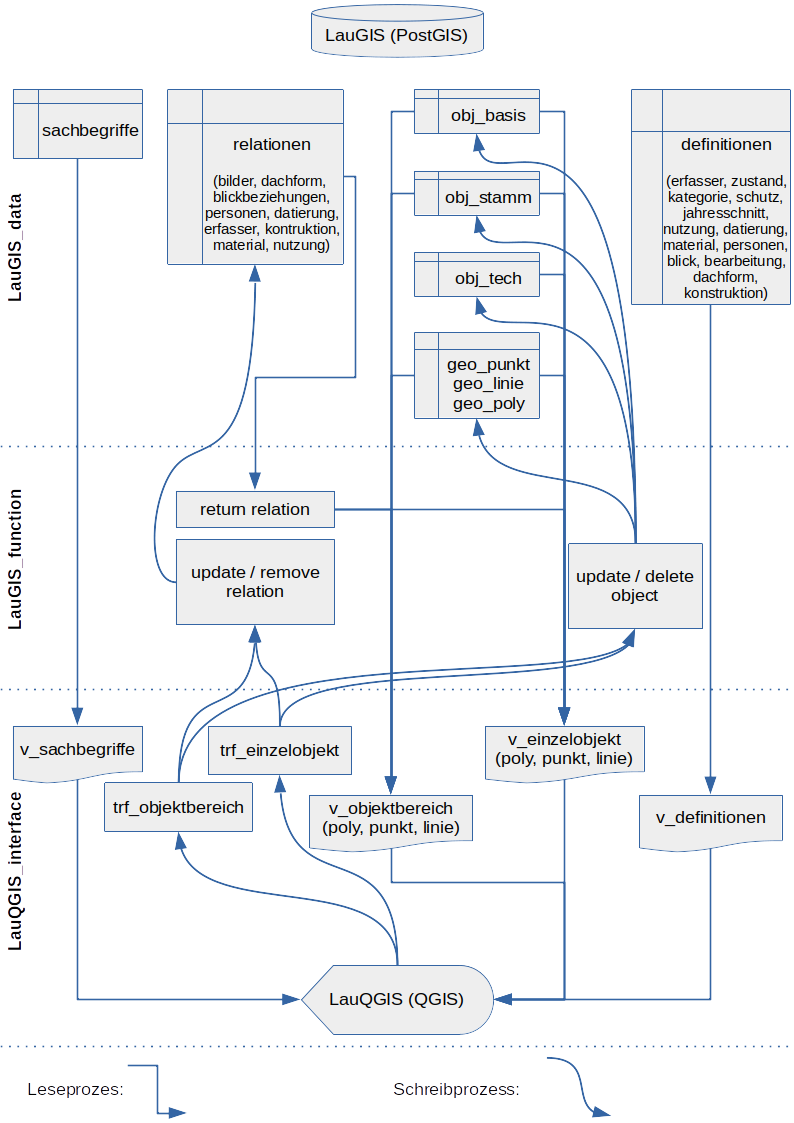 LauGIS (PostGIS)
LauGIS_data
sachbegriffe
relationen
(bilder, dachform,
blickbeziehungen,
personen, datierung,
erfasser, kontruktion,
material, nutzung)
obj_basis
obj_stamm
obj_tech
geo_punkt
geo_linie
geo_poly
definitionen
(erfasser, zustand,
kategorie, schutz,
jahresschnitt,
nutzung, datierung,
material, personen,
blick, bearbeitung,
dachform,
konstruktion)
LauGIS_function
return relation
update / remove
relation
update / delete
object
LauQGIS_interface
v_sachbegriffe
trf_objektbereich
trf_einzelobjekt
v_objektbereich
(poly, punkt, linie)
v_einzelobjekt
(poly, punkt, linie)
v_definitionen
LauQGIS (QGIS)
Leseprozes:
Schreibprozess: